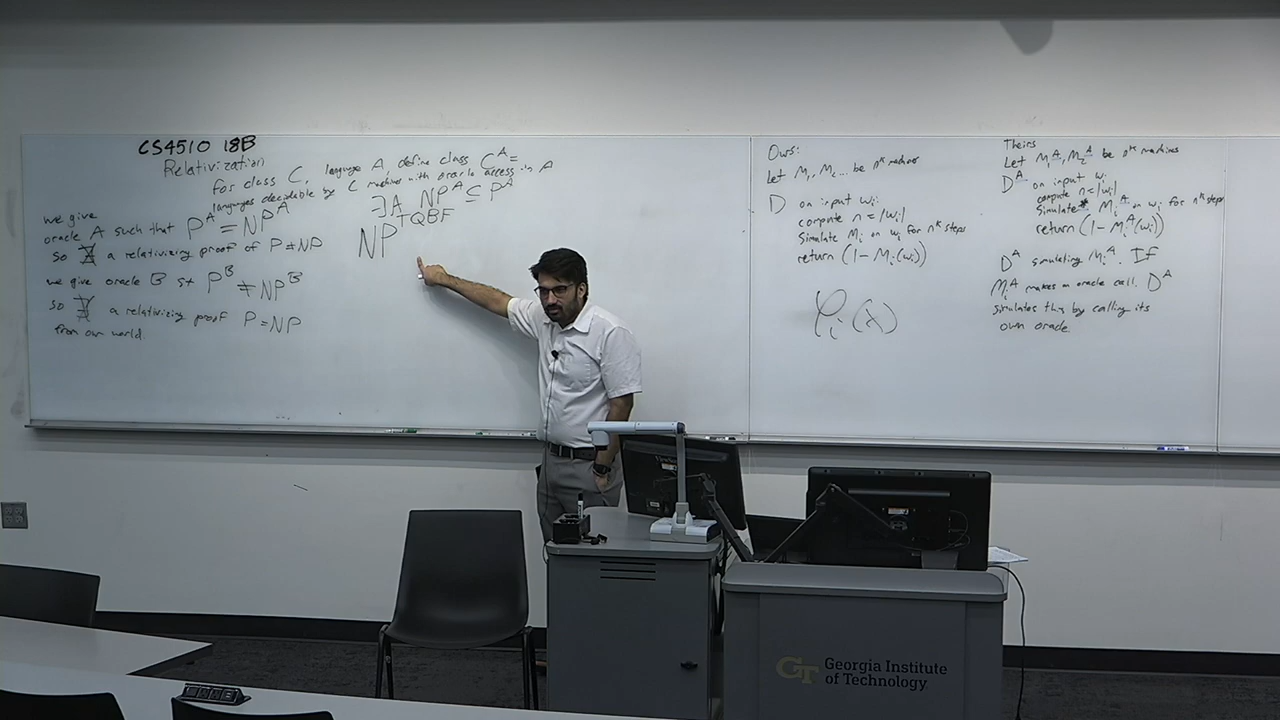 CS4510 18B
Relativization
for class C, language A, define class C^A =
languages decidable by C machine with oracle access to A
∃A NP^A ⊆ P^A
NP^TQBF
we give
oracle A such that P^A = NP^A
so ∄ a relativizing proof of P≠NP
we give oracle B st P^B ≠ NP^B
so ∄ a relativizing proof P=NP
from our world.
Ours:
Let M1, M2... be n^k machines
D on input wi:
compute n = |wi|
Simulate Mi on wi for n^k steps
return (1-Mi(wi))
φi(x)
Theirs
Let M1^A, M2^A be n^k machines
D^A on input wi
compute n=|wi|
Simulate Mi^A on wi for n^k steps
return (1-Mi^A(wi))
D^A simulating Mi^A. If
Mi^A makes an oracle call, D^A
simulates this by calling its
own oracle
GT Georgia Institute
of Technology